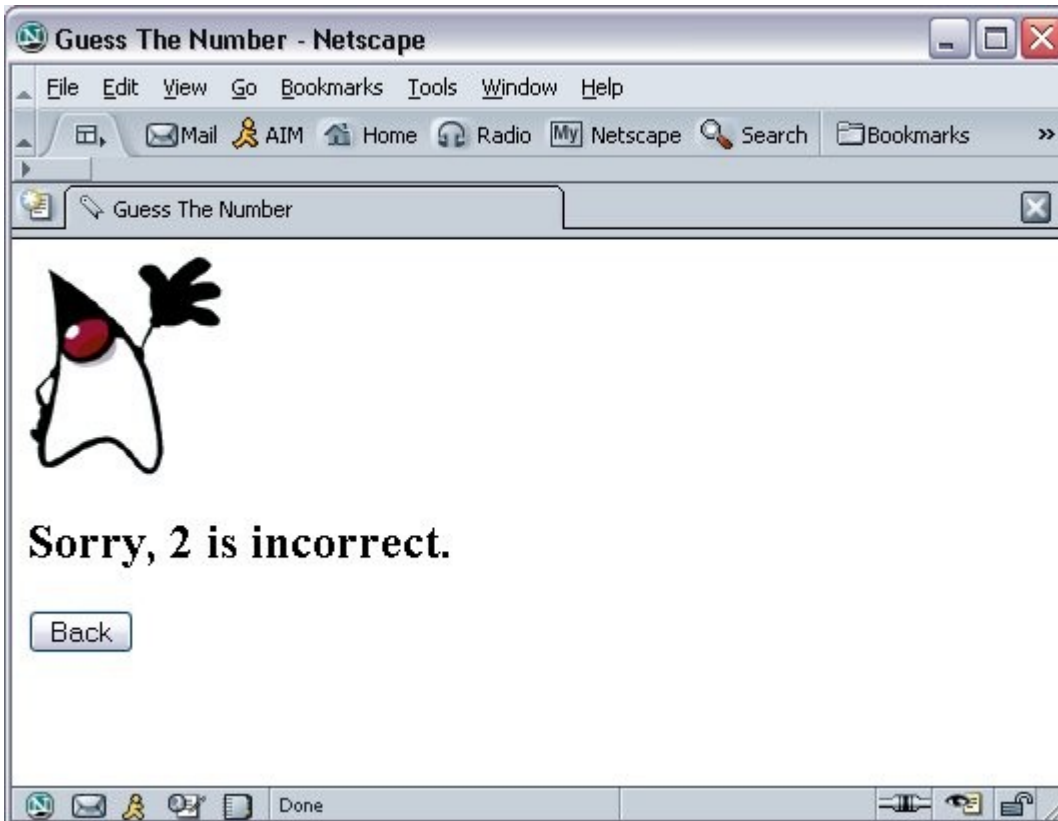 Guess The Number - Netscape
File Edit View Go Bookmarks Tools Window Help
Mail AIM Home Radio My Netscape Search Bookmarks »
Guess The Number
Sorry, 2 is incorrect.
Back
Done